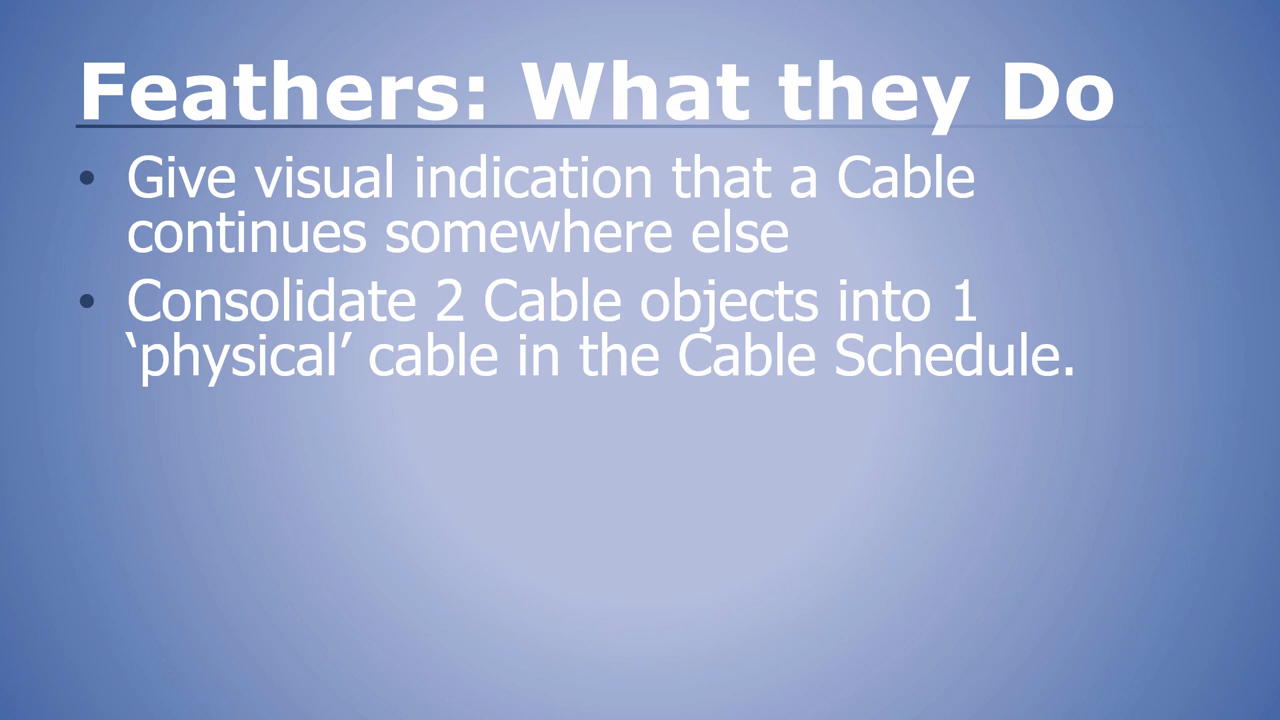 Feathers: What they Do
• Give visual indication that a Cable
continues somewhere else
• Consolidate 2 Cable objects into 1
‘physical’ cable in the Cable Schedule.